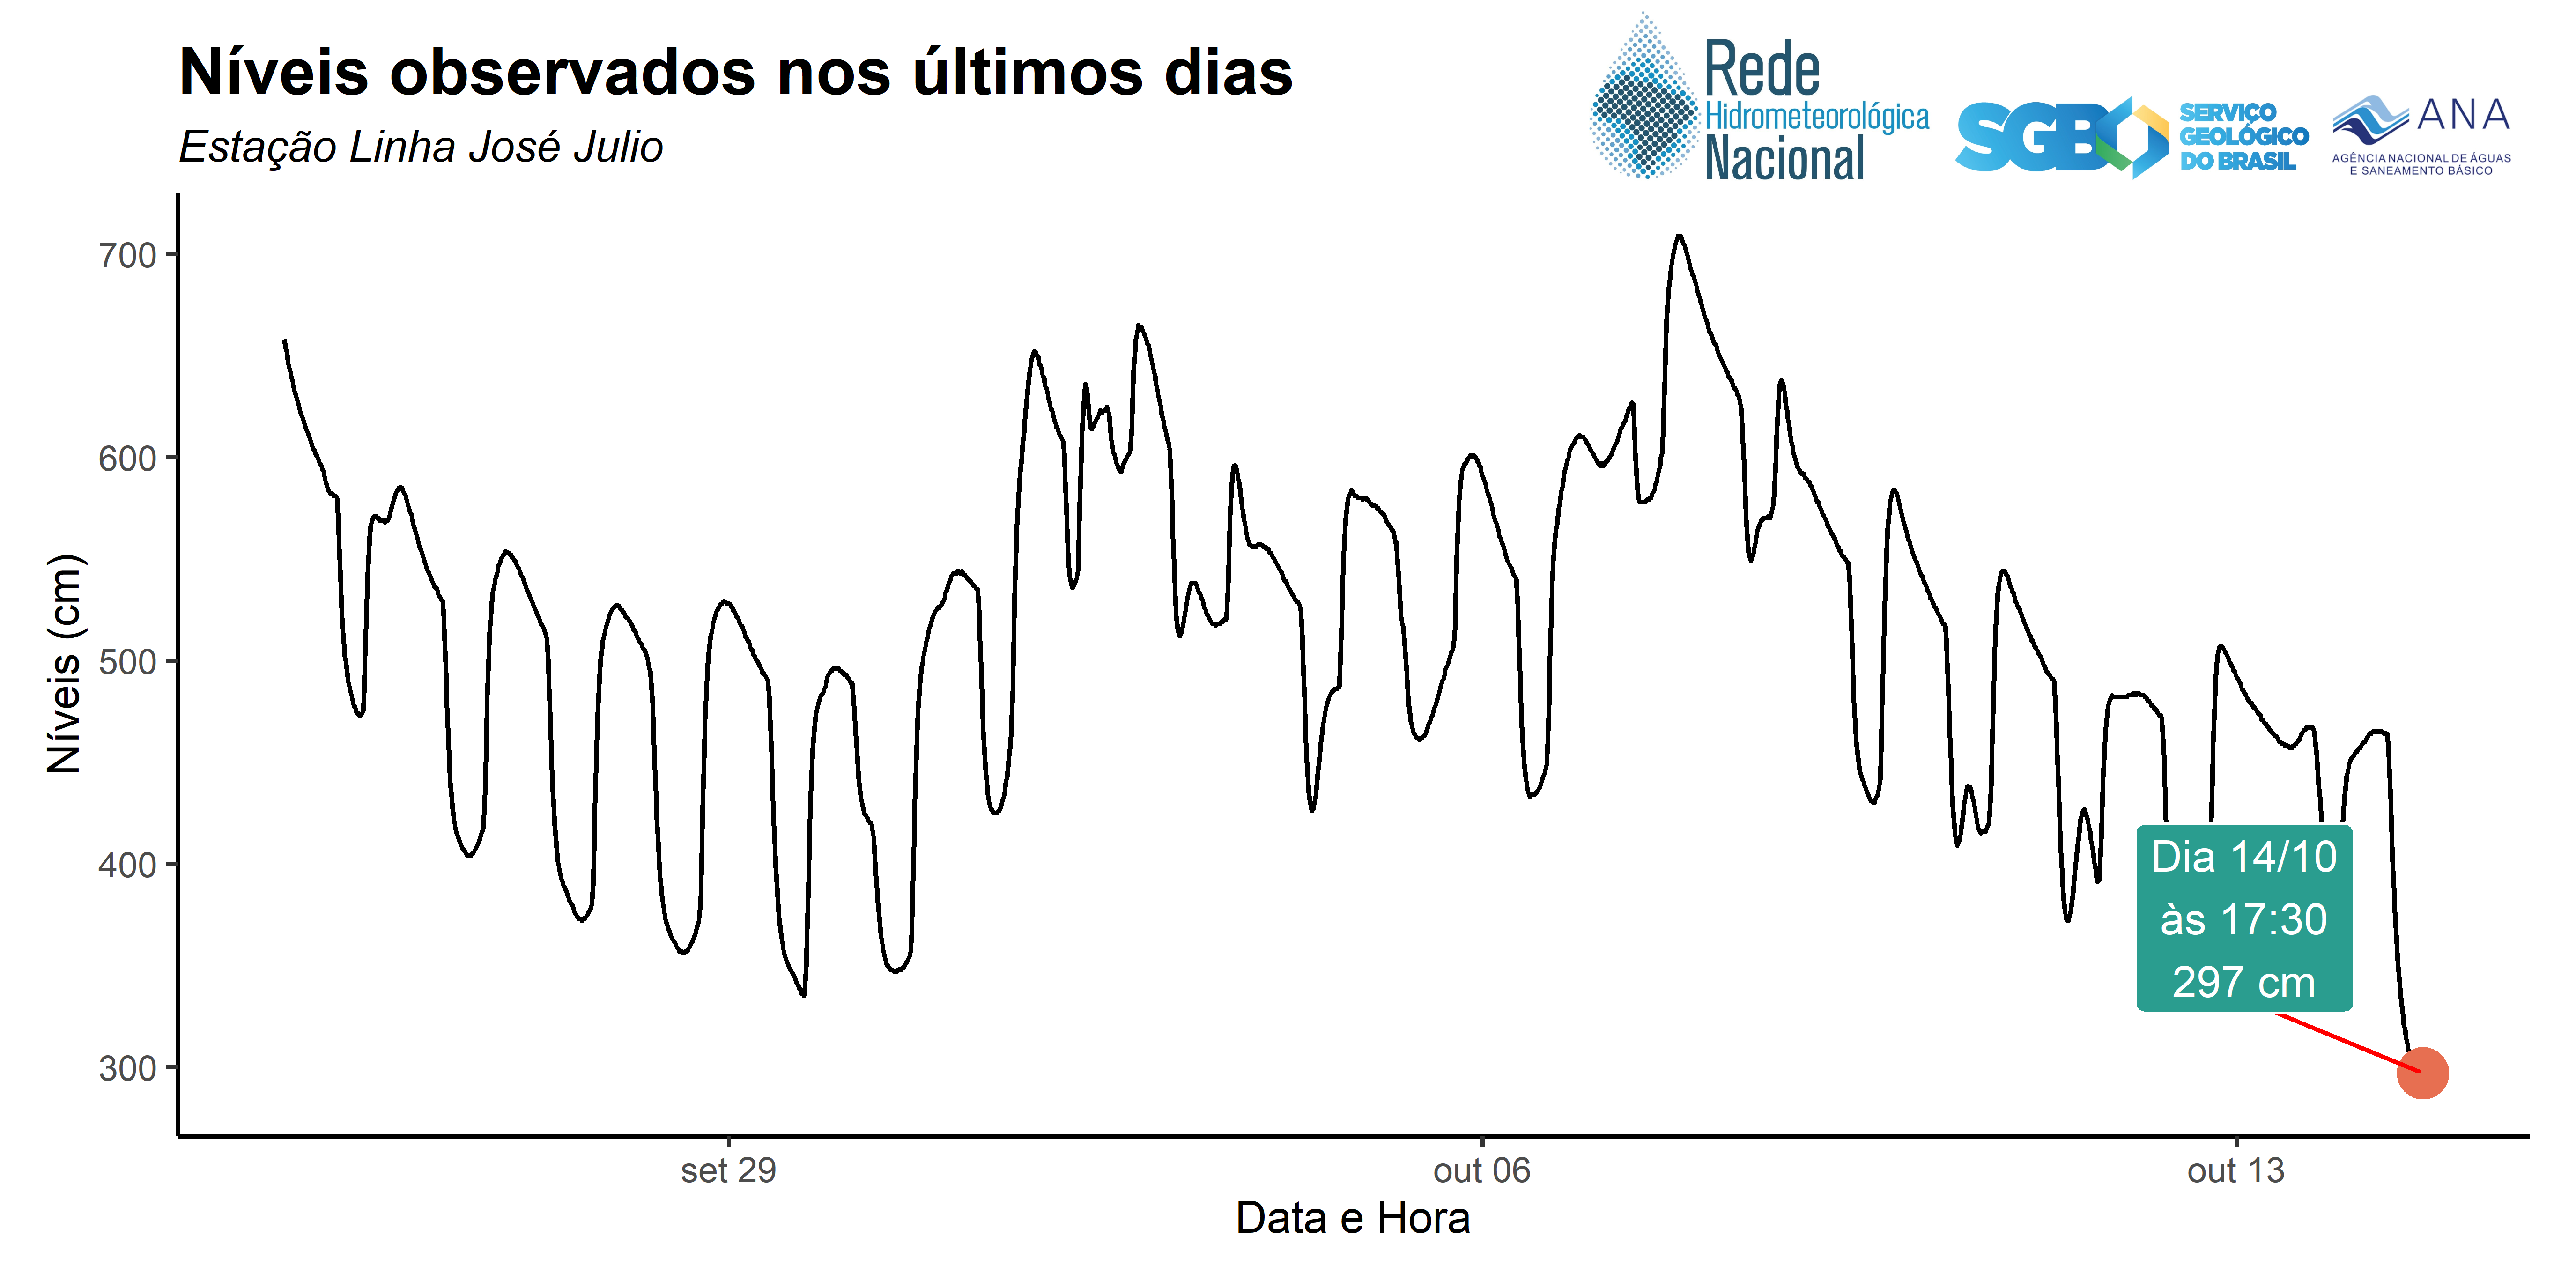 Níveis observados nos últimos dias
Estação Linha José Julio
Rede
Hidrometeorológica
Nacional
SGB
SERVIÇO
GEOLÓGICO
DO BRASIL
ANA
AGÊNCIA NACIONAL DE ÁGUAS
E SANEAMENTO BÁSICO
Níveis (cm)
700
600
500
400
300
Dia 14/10
às 17:30
297 cm
set 29
out 06
out 13
Data e Hora